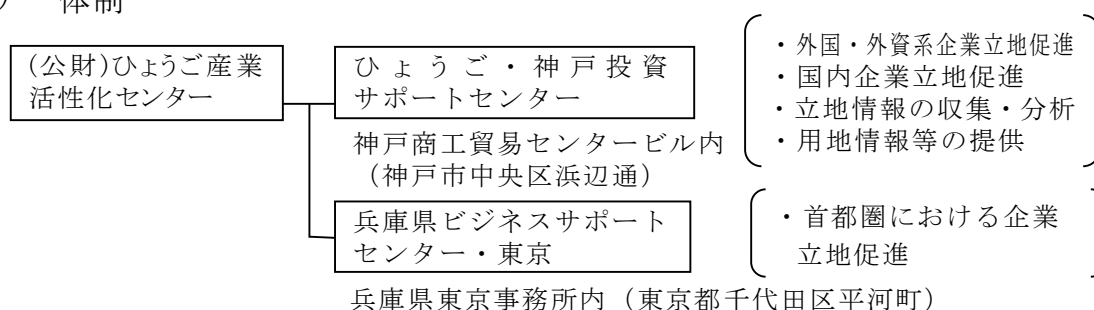 体制
(公財)ひょうご産業
活性化センター
ひょうご・神戸投資
サポートセンター
神戸商工貿易センタービル内
（神戸市中央区浜辺通）
・外国・外資系企業立地促進
・国内企業立地促進
・立地情報の収集・分析
・用地情報等の提供
兵庫県ビジネスサポート
センター・東京
兵庫県東京事務所内（東京都千代田区平河町）
・首都圏における企業
立地促進